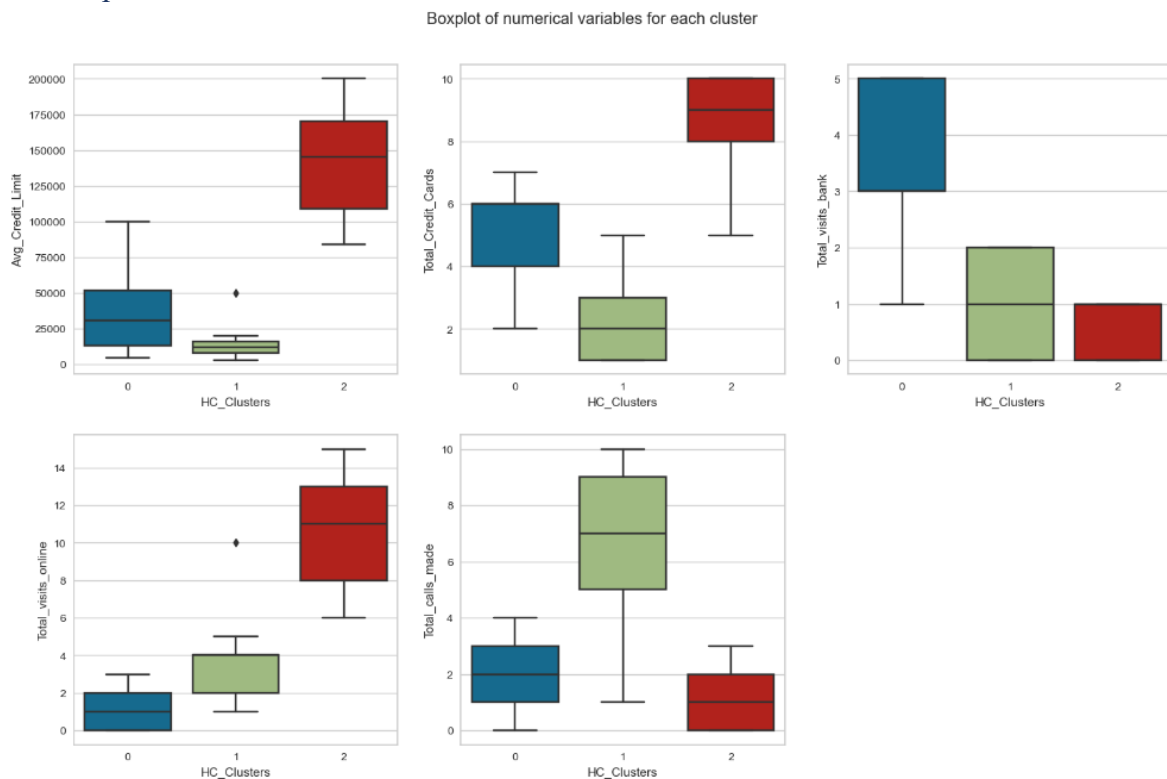 Boxplot of numerical variables for each cluster
Avg_Credit_Limit
200000
175000
150000
125000
100000
75000
50000
25000
0
0 1 2
HC_Clusters
Total_Credit_Cards
10
8
6
4
2
0 1 2
HC_Clusters
Total_visits_bank
5
4
3
2
1
0
0 1 2
HC_Clusters
Total_visits_online
14
12
10
8
6
4
2
0
0 1 2
HC_Clusters
Total_calls_made
10
8
6
4
2
0
0 1 2
HC_Clusters